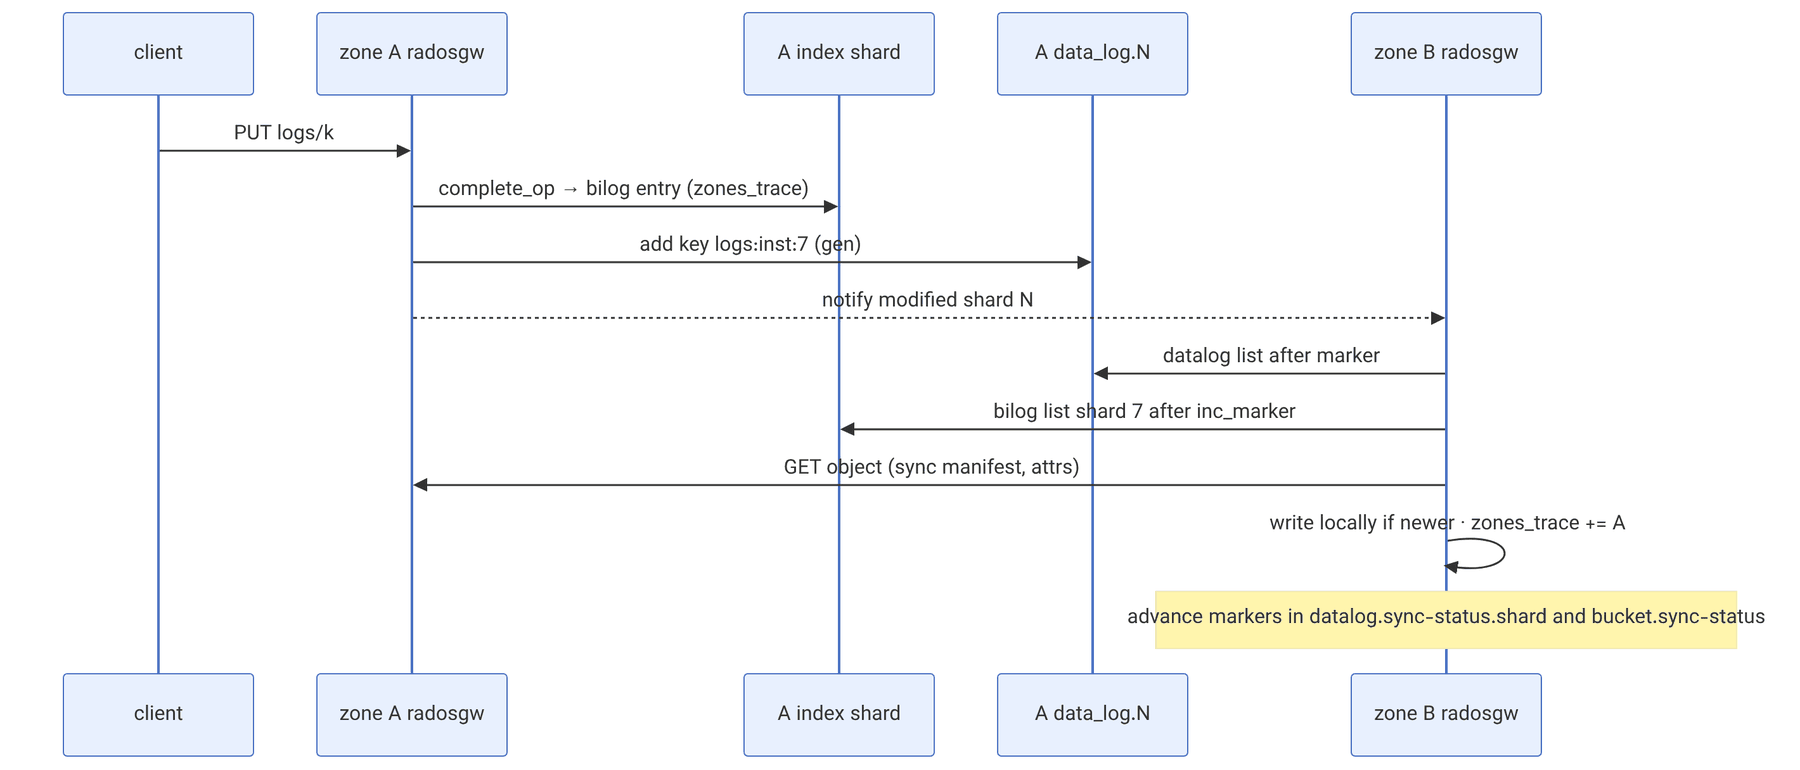 client
zone A radosgw
A index shard
A data_log.N
zone B radosgw
PUT logs/k
complete_op → bilog entry (zones_trace)
add key logs:inst:7 (gen)
notify modified shard N
datalog list after marker
bilog list shard 7 after inc_marker
GET object (sync manifest, attrs)
write locally if newer · zones_trace += A
advance markers in datalog.sync-status.shard and bucket.sync-status
client
zone A radosgw
A index shard
A data_log.N
zone B radosgw